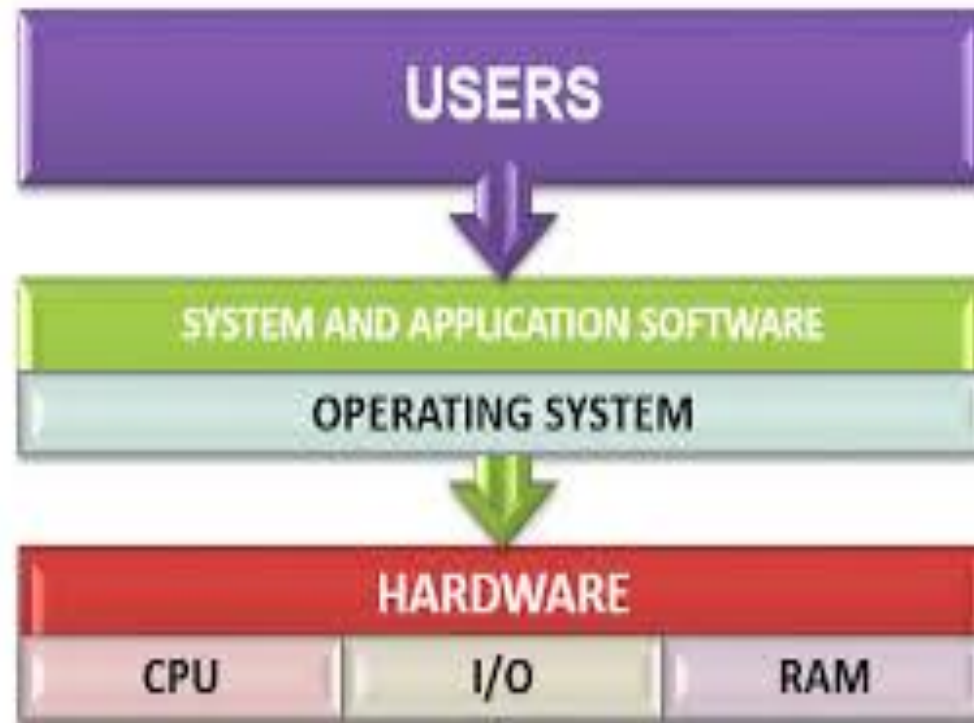 USERS
SYSTEM AND APPLICATION SOFTWARE
OPERATING SYSTEM
HARDWARE
CPU I/O RAM